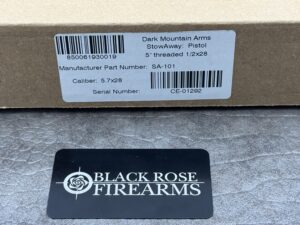 Dark Mountain Arms
StowAway: Pistol
850061930019
5" threaded 1/2x28
Manufacturer Part Number: SA-101
Caliber: 5.7x28
Serial Number: CE-01292
BLACK ROSE
FIREARMS